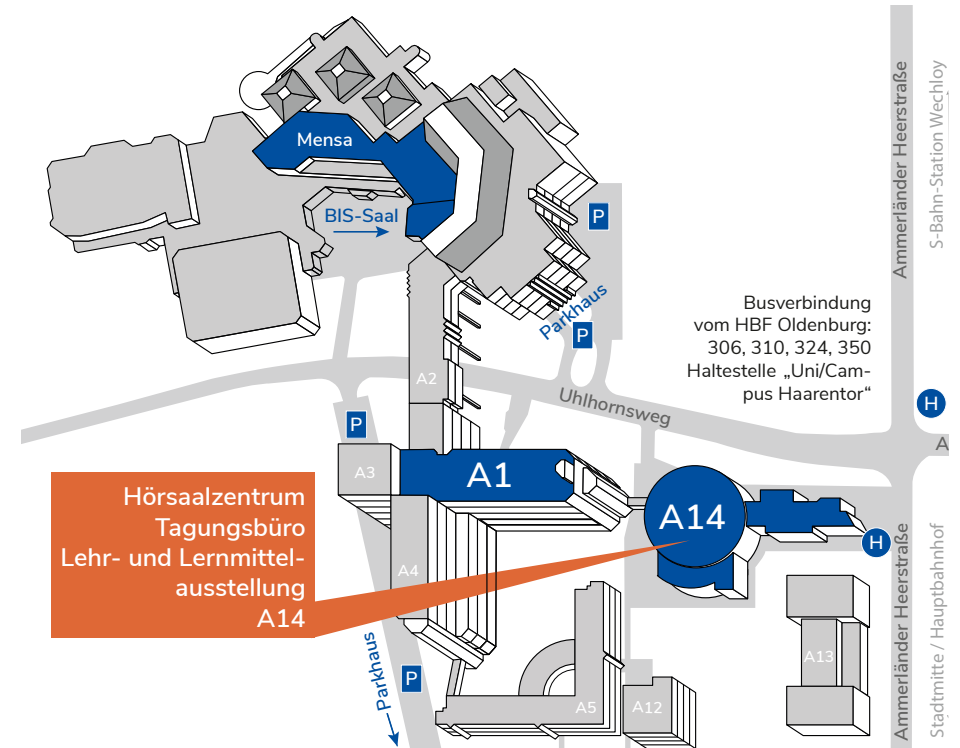 Mensa
BIS-Saal
P
Parkhaus
P
Ammerländer Heerstraße
S-Bahn-Station Wechloy
Busverbindung
vom HBF Oldenburg:
306, 310, 324, 350
Haltestelle „Uni/Cam-
pus Haarentor“
H
A2
Uhlhornsweg
P
A
A3
A1
A14
H
Hörsaalzentrum
Tagungsbüro
Lehr- und Lernmittel-
ausstellung
A14
A4
Ammerländer Heerstraße
Stadtmitte / Hauptbahnhof
Parkhaus
P
A5
A12
A13